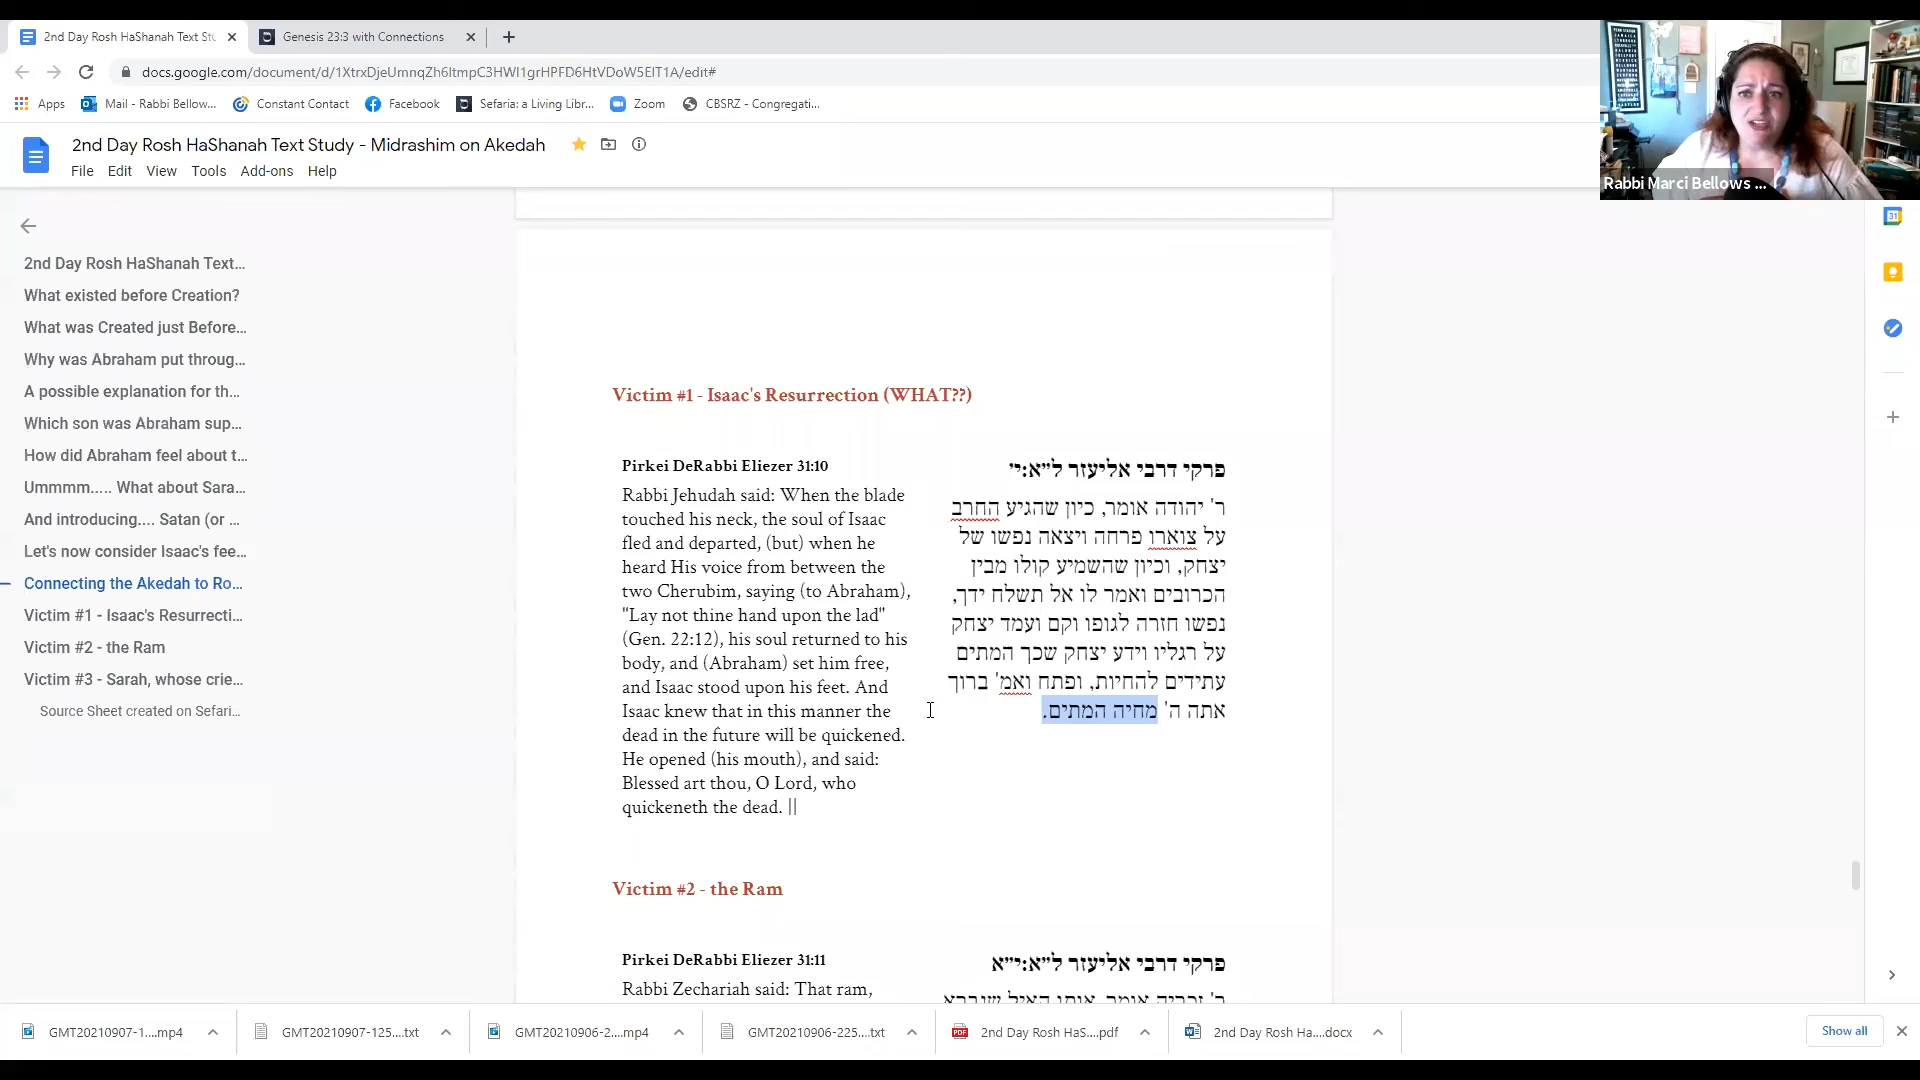 2nd Day Rosh HaShanah Text Stu
Genesis 23:3 with Connections
docs.google.com/document/d/1XtrxDjeUmnqZh6ltmpC3HWI1grHPFD6HtVDoW5EIT1A/edit#
Apps
Mail - Rabbi Bellow...
Constant Contact
Facebook
Sefaria: a Living Libr...
Zoom
CBSRZ - Congregati...
2nd Day Rosh HaShanah Text Study - Midrashim on Akedah
File Edit View Tools Add-ons Help
Rabbi Marci Bellows ...
31
2nd Day Rosh HaShanah Text...
What existed before Creation?
What was Created just Before...
Why was Abraham put throug...
A possible explanation for th...
Which son was Abraham sup...
How did Abraham feel about t...
Ummmm..... What about Sara...
And introducing.... Satan (or ...
Let's now consider Isaac's fee...
Connecting the Akedah to Ro...
Victim #1 - Isaac's Resurrecti...
Victim #2 - the Ram
Victim #3 - Sarah, whose crie...
Source Sheet created on Sefari...
Victim #1 - Isaac's Resurrection (WHAT??)
Pirkei DeRabbi Eliezer 31:10
Rabbi Jehudah said: When the blade
touched his neck, the soul of Isaac
fled and departed, (but) when he
heard His voice from between the
two Cherubim, saying (to Abraham),
"Lay not thine hand upon the lad"
(Gen. 22:12), his soul returned to his
body, and (Abraham) set him free,
and Isaac stood upon his feet. And
Isaac knew that in this manner the
dead in the future will be quickened.
He opened (his mouth), and said:
Blessed art thou, O Lord, who
quickeneth the dead. ||
פרקי דרבי אליעזר ל״א:י׳
ר' יהודה אומר, כיון שהגיע החרב
על צוארו פרחה ויצאה נפשו של
יצחק, וכיון שהשמיע קולו מבין
הכרובים ואמר לו אל תשלח ידך,
נפשו חזרה לגופו וקם ועמד יצחק
על רגליו וידע יצחק שכך המתים
עתידים להחיות, ופתח ואמ' ברוך
אתה ה' מחיה המתים.
Victim #2 - the Ram
Pirkei DeRabbi Eliezer 31:11
Rabbi Zechariah said: That ram,
פרקי דרבי אליעזר ל״א:י״א
ר' זכריה אומר, אותו האיל שנברא
GMT20210907-1....mp4
GMT20210907-125....txt
GMT20210906-2....mp4
GMT20210906-225....txt
2nd Day Rosh HaS....pdf
2nd Day Rosh Ha....docx
Show all